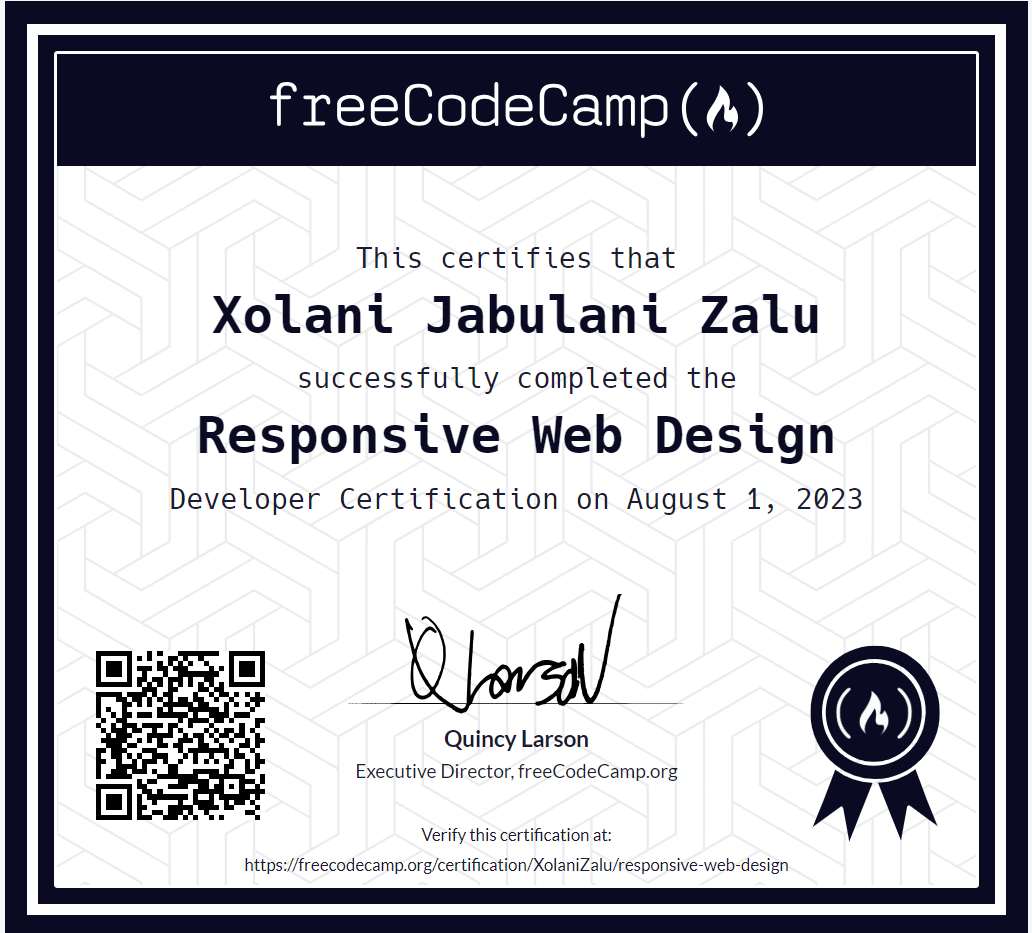 freeCodeCamp
This certifies that
Xolani Jabulani Zalu
successfully completed the
Responsive Web Design
Developer Certification on August 1, 2023
Q Larson
Quincy Larson
Executive Director, freeCodeCamp.org
Verify this certification at:
https://freecodecamp.org/certification/XolaniZalu/responsive-web-design